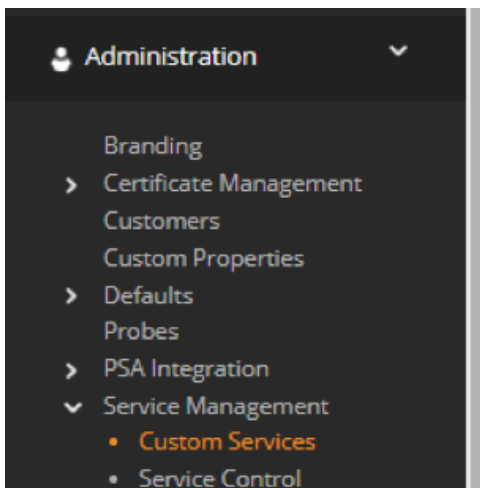 Administration
Branding
Certificate Management
Customers
Custom Properties
Defaults
Probes
PSA Integration
Service Management
Custom Services
Service Control